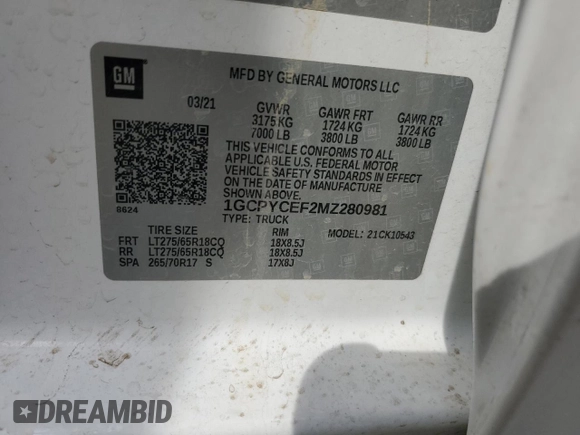 GM
MFD BY GENERAL MOTORS LLC
03/21 GVWR GAWR FRT GAWR RR
3175 KG 1724 KG 1724 KG
7000 LB 3800 LB 3800 LB
THIS VEHICLE CONFORMS TO ALL
APPLICABLE U.S. FEDERAL MOTOR
VEHICLE SAFETY STANDARDS IN EFFECT
ON THE DATE OF MANUFACTURE
SHOWN ABOVE.
8624 1GCPYCEF2MZ280981
TYPE: TRUCK MODEL: 21CK10543
TIRE SIZE RIM
FRT LT275/65R18CQ 18X8.5J
RR LT275/65R18CQ 18X8.5J
SPA 265/70R17 S 17X8J
DREAMBID